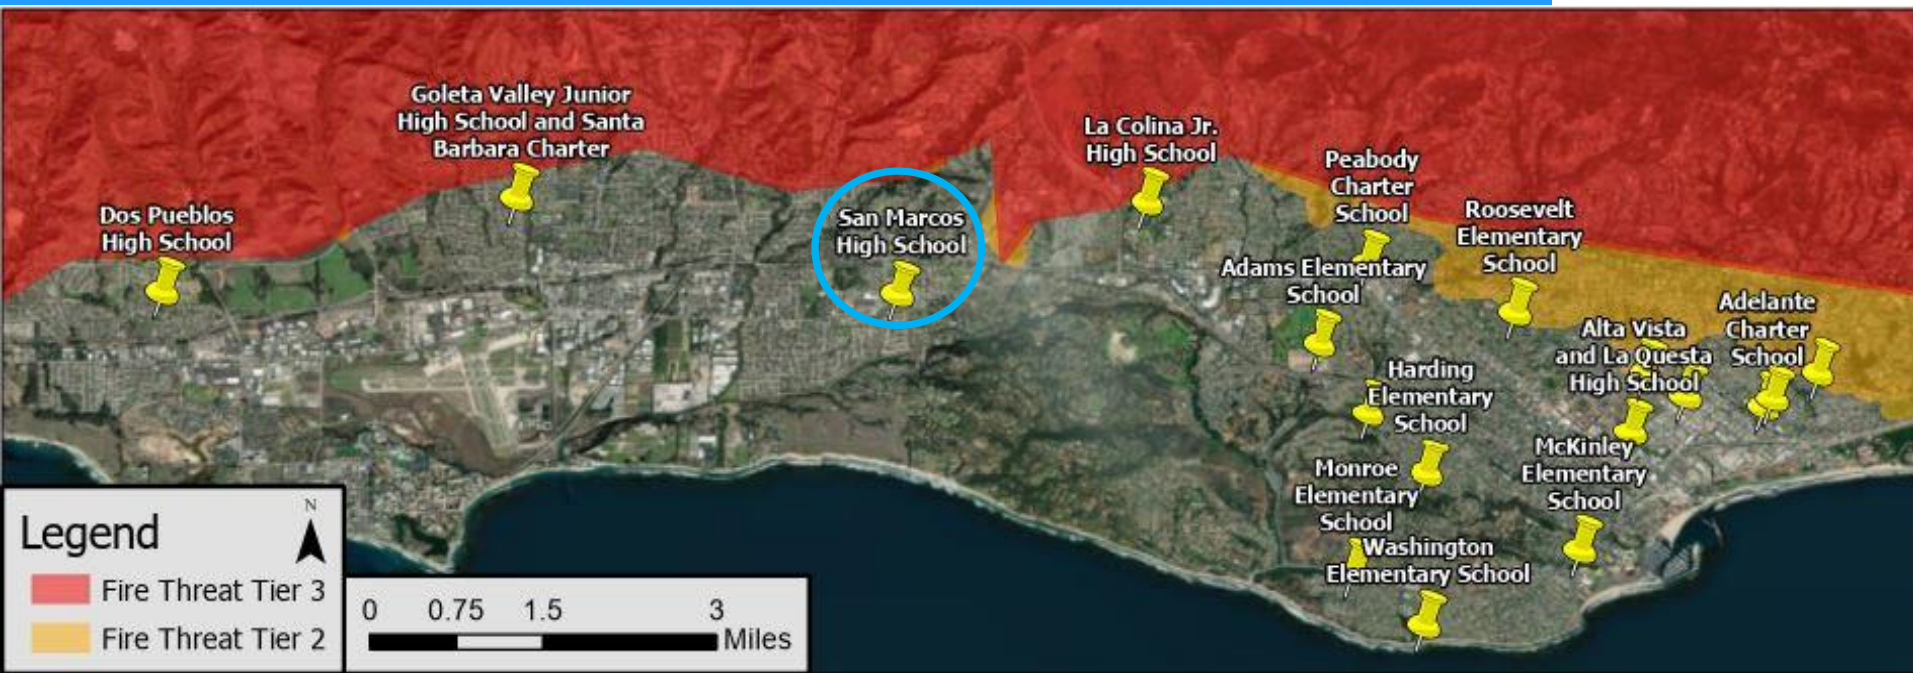 Goleta Valley Junior
High School and Santa
Barbara Charter
Dos Pueblos
High School
San Marcos
High School
La Colina Jr.
High School
Peabody
Charter
School
Roosevelt
Elementary
School
Adams Elementary
School
Adelante
Charter
School
Alta Vista
and La Questa
High School
Harding
Elementary
School
McKinley
Elementary
School
Monroe
Elementary
School
Washington
Elementary School
Legend
N
Fire Threat Tier 3
Fire Threat Tier 2
0 0.75 1.5 3
Miles